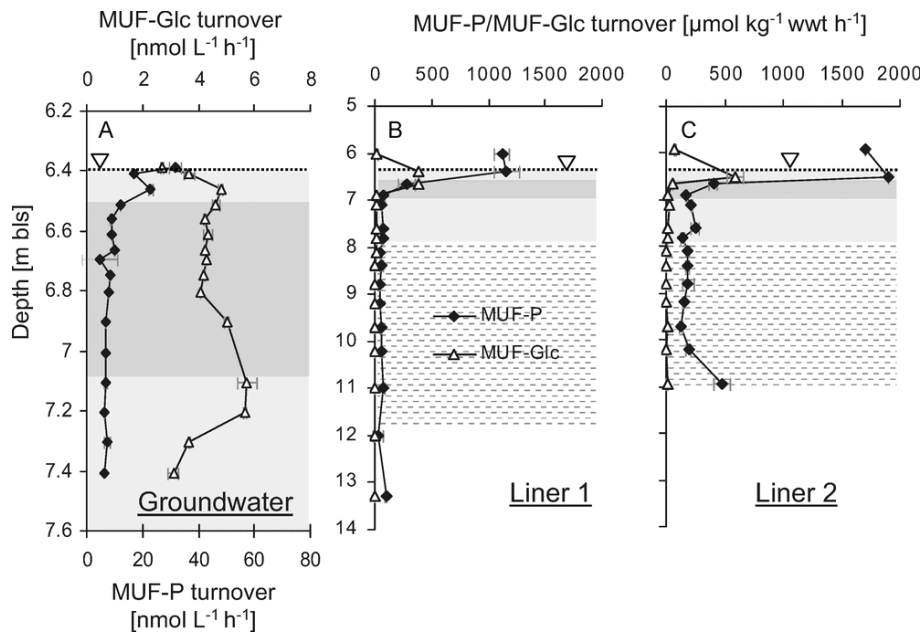 MUF-Glc turnover
[nmol L⁻¹ h⁻¹]
MUF-P/MUF-Glc turnover [µmol kg⁻¹ wwt h⁻¹]
0 2 4 6 8
0 500 1000 1500 2000
0 500 1000 1500 2000
Depth [m bls]
6.2
6.4
6.6
6.8
7
7.2
7.4
7.6
A
Groundwater
0 20 40 60 80
MUF-P turnover
[nmol L⁻¹ h⁻¹]
5
6
7
8
9
10
11
12
13
14
B
MUF-P
MUF-Glc
Liner 1
C
Liner 2